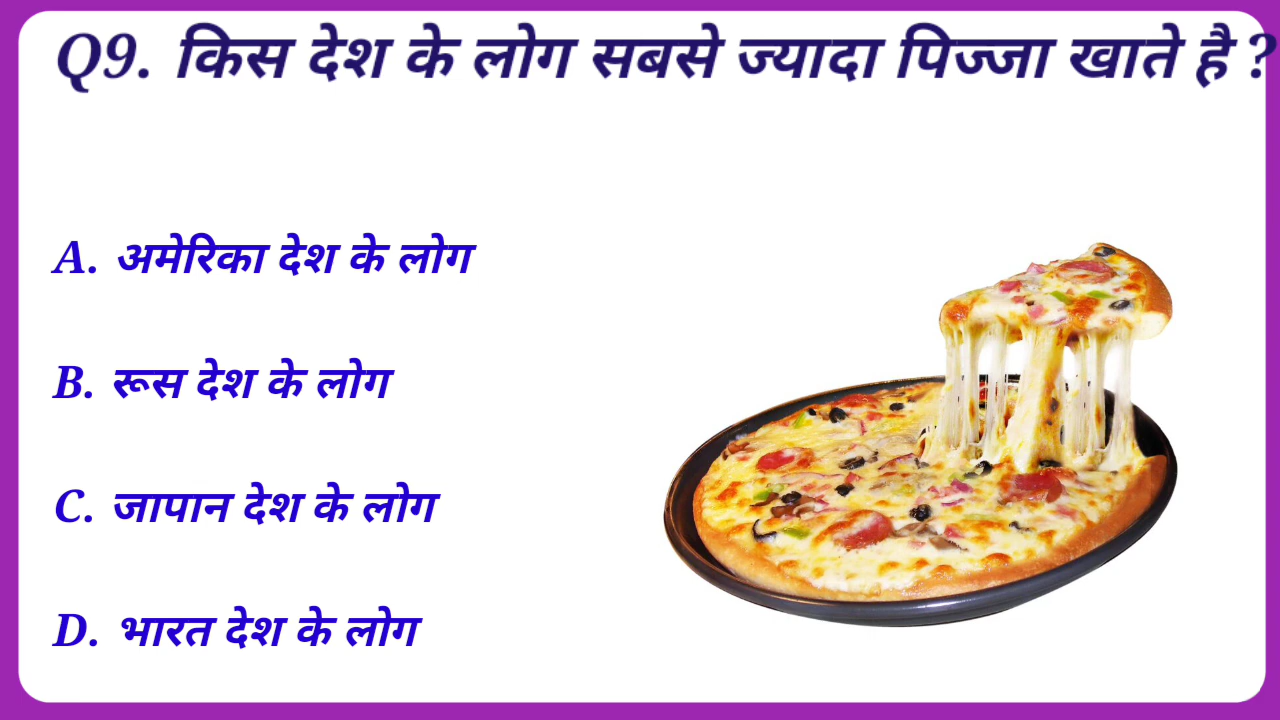 Q9. किस देश के लोग सबसे ज्यादा पिज्जा खाते है ?
A. अमेरिका देश के लोग
B. रूस देश के लोग
C. जापान देश के लोग
D. भारत देश के लोग